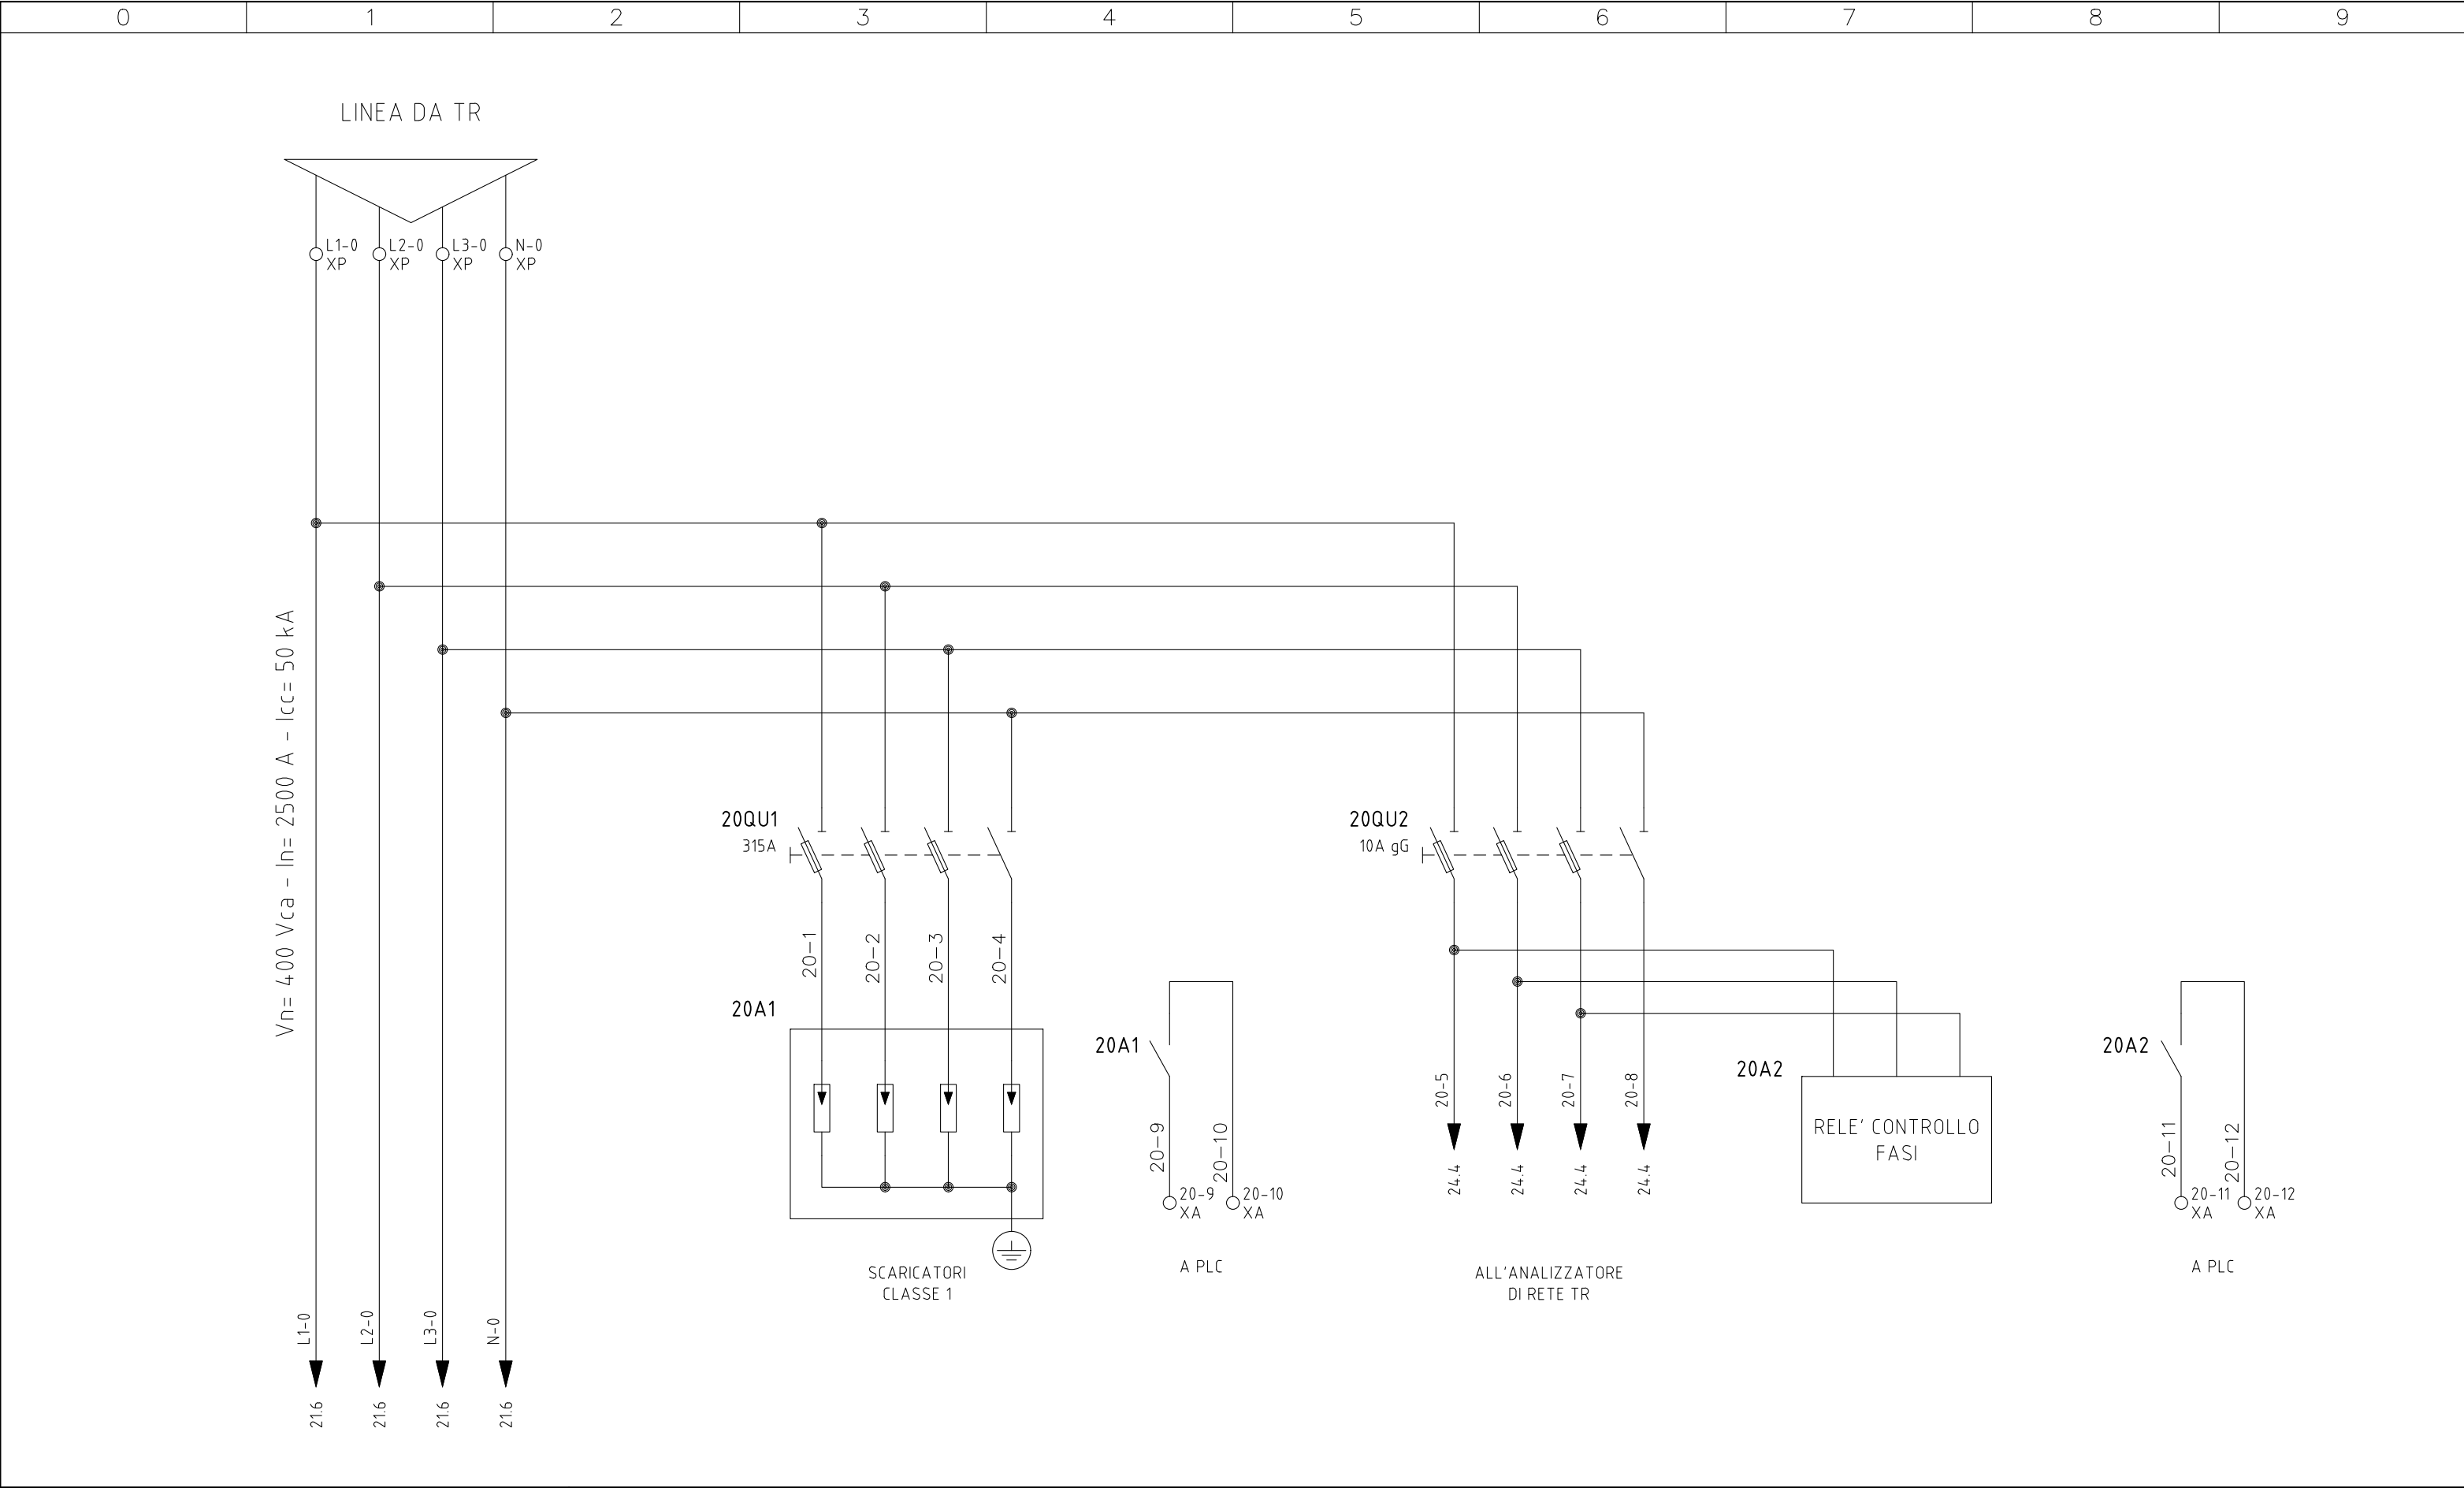 0 1 2 3 4 5 6 7 8 9
LINEA DA TR
L1-0 L2-0 L3-0 N-0
XP XP XP XP
Vn= 400 Vca - In= 2500 A - Icc= 50 kA
20QU1
315A
20QU2
10A gG
20-1 20-2 20-3 20-4
20A1
20A1
20-9 20-10
20-9 20-10
XA XA
A PLC
20-5 20-6 20-7 20-8
24.4 24.4 24.4 24.4
20A2
RELE' CONTROLLO
FASI
20A2
20-11 20-12
20-11 20-12
XA XA
A PLC
SCARICATORI
CLASSE 1
ALL'ANALIZZATORE
DI RETE TR
L1-0 L2-0 L3-0 N-0
21.6 21.6 21.6 21.6